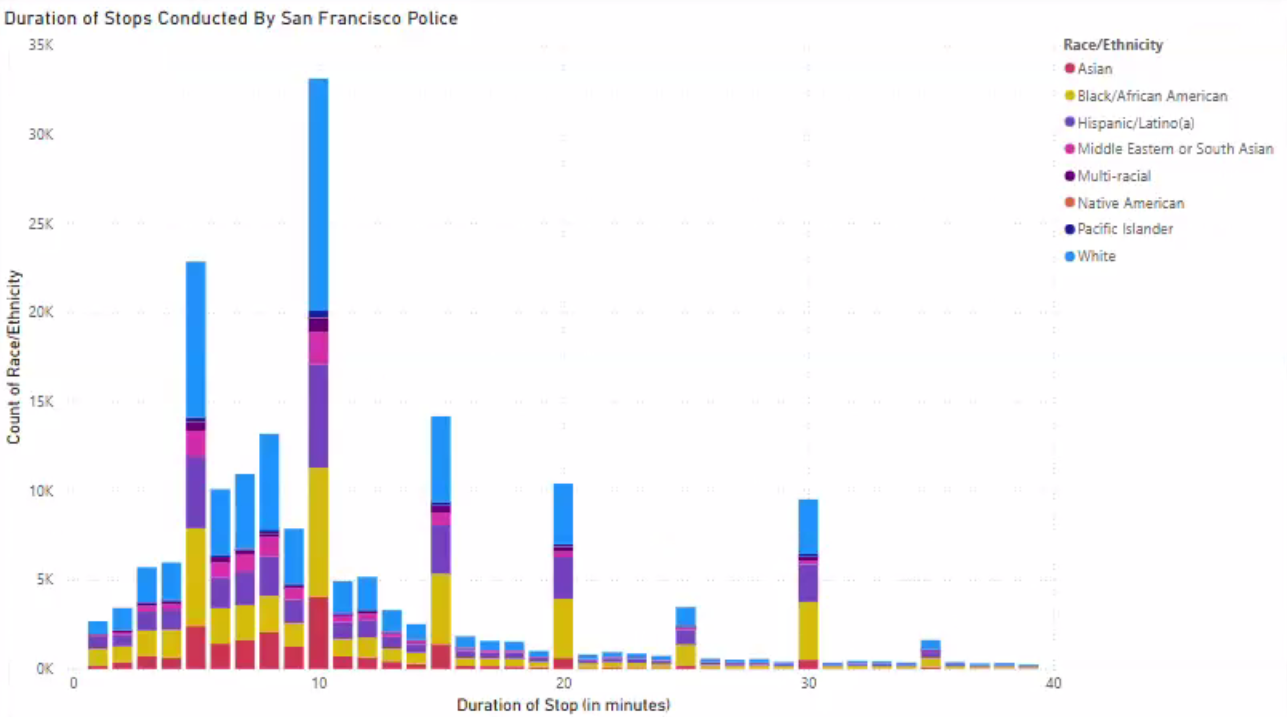 Duration of Stops Conducted By San Francisco Police
35K
30K
25K
20K
15K
10K
5K
0K
Count of Race/Ethnicity
0
10
20
30
40
Duration of Stop (in minutes)
Race/Ethnicity
Asian
Black/African American
Hispanic/Latino(a)
Middle Eastern or South Asian
Multi-racial
Native American
Pacific Islander
White